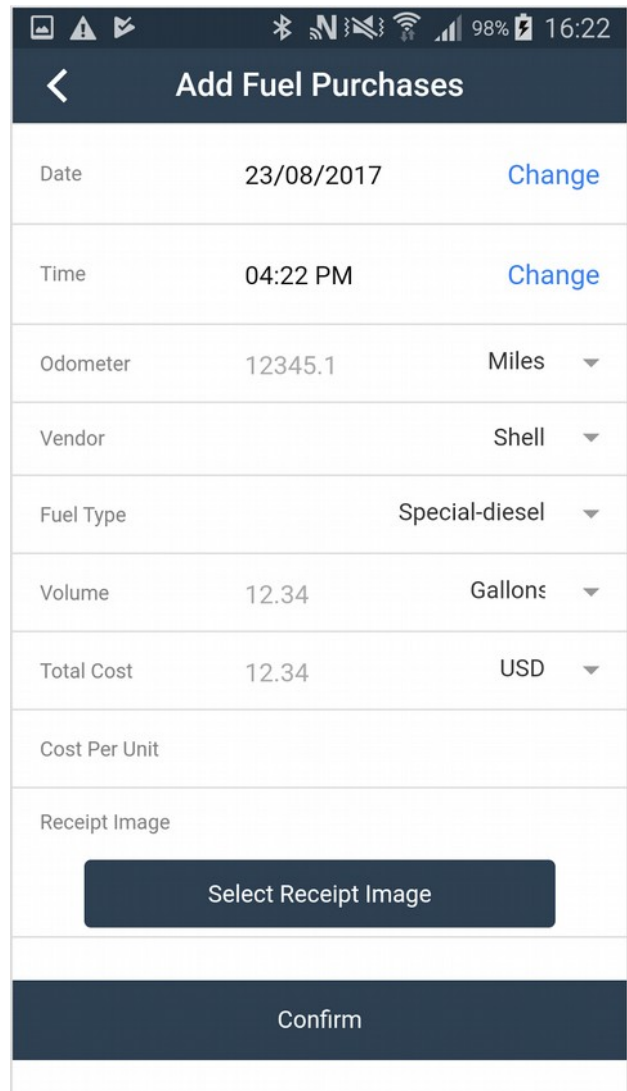 98% 16:22
Add Fuel Purchases
Date 23/08/2017 Change
Time 04:22 PM Change
Odometer 12345.1 Miles
Vendor Shell
Fuel Type Special-diesel
Volume 12.34 Gallons
Total Cost 12.34 USD
Cost Per Unit
Receipt Image
Select Receipt Image
Confirm